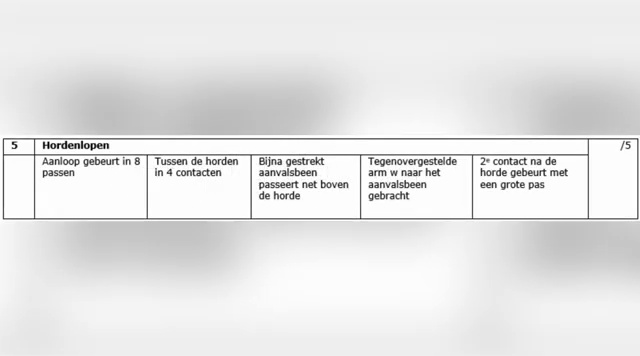 5 Hordenlopen /5
Aanloop gebeurt in 8
passen
Tussen de horden
in 4 contacten
Bijna gestrekt
aanvalsbeen
passeert net boven
de horde
Tegenovergestelde
arm w naar het
aanvalsbeen
gebracht
2e contact na de
horde gebeurt met
een grote pas